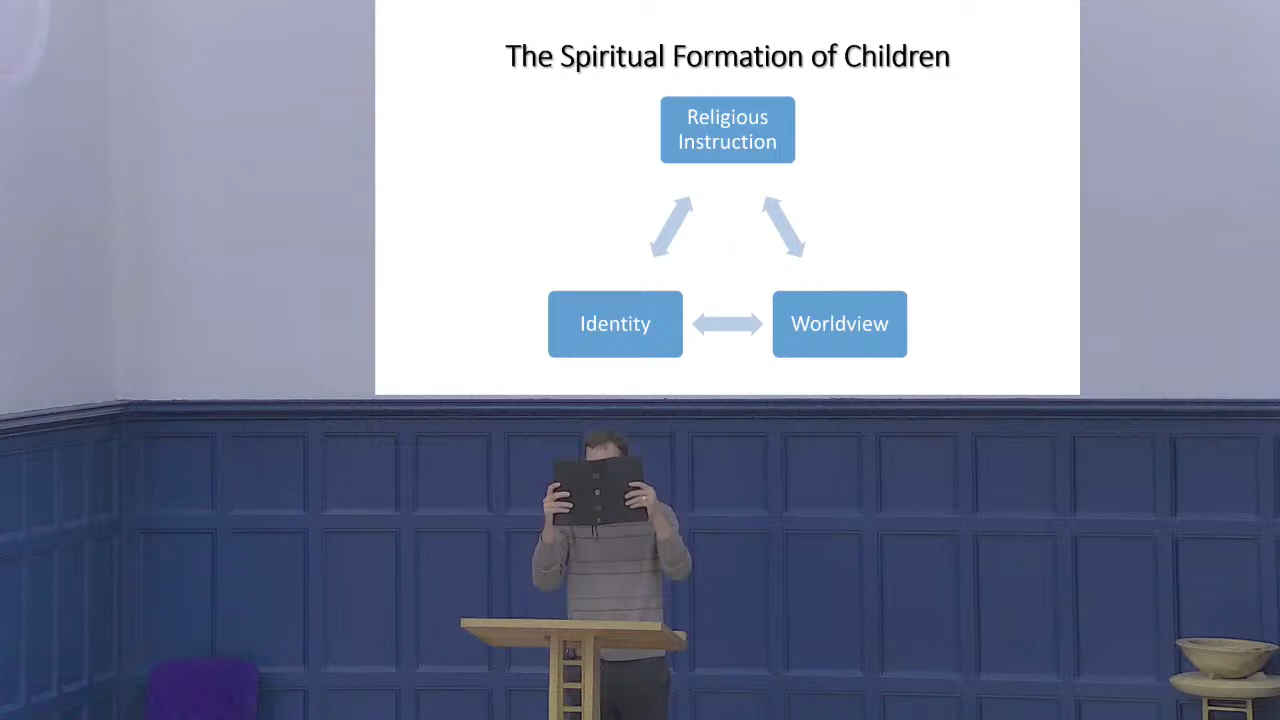 The Spiritual Formation of Children
Religious
Instruction
Identity
Worldview